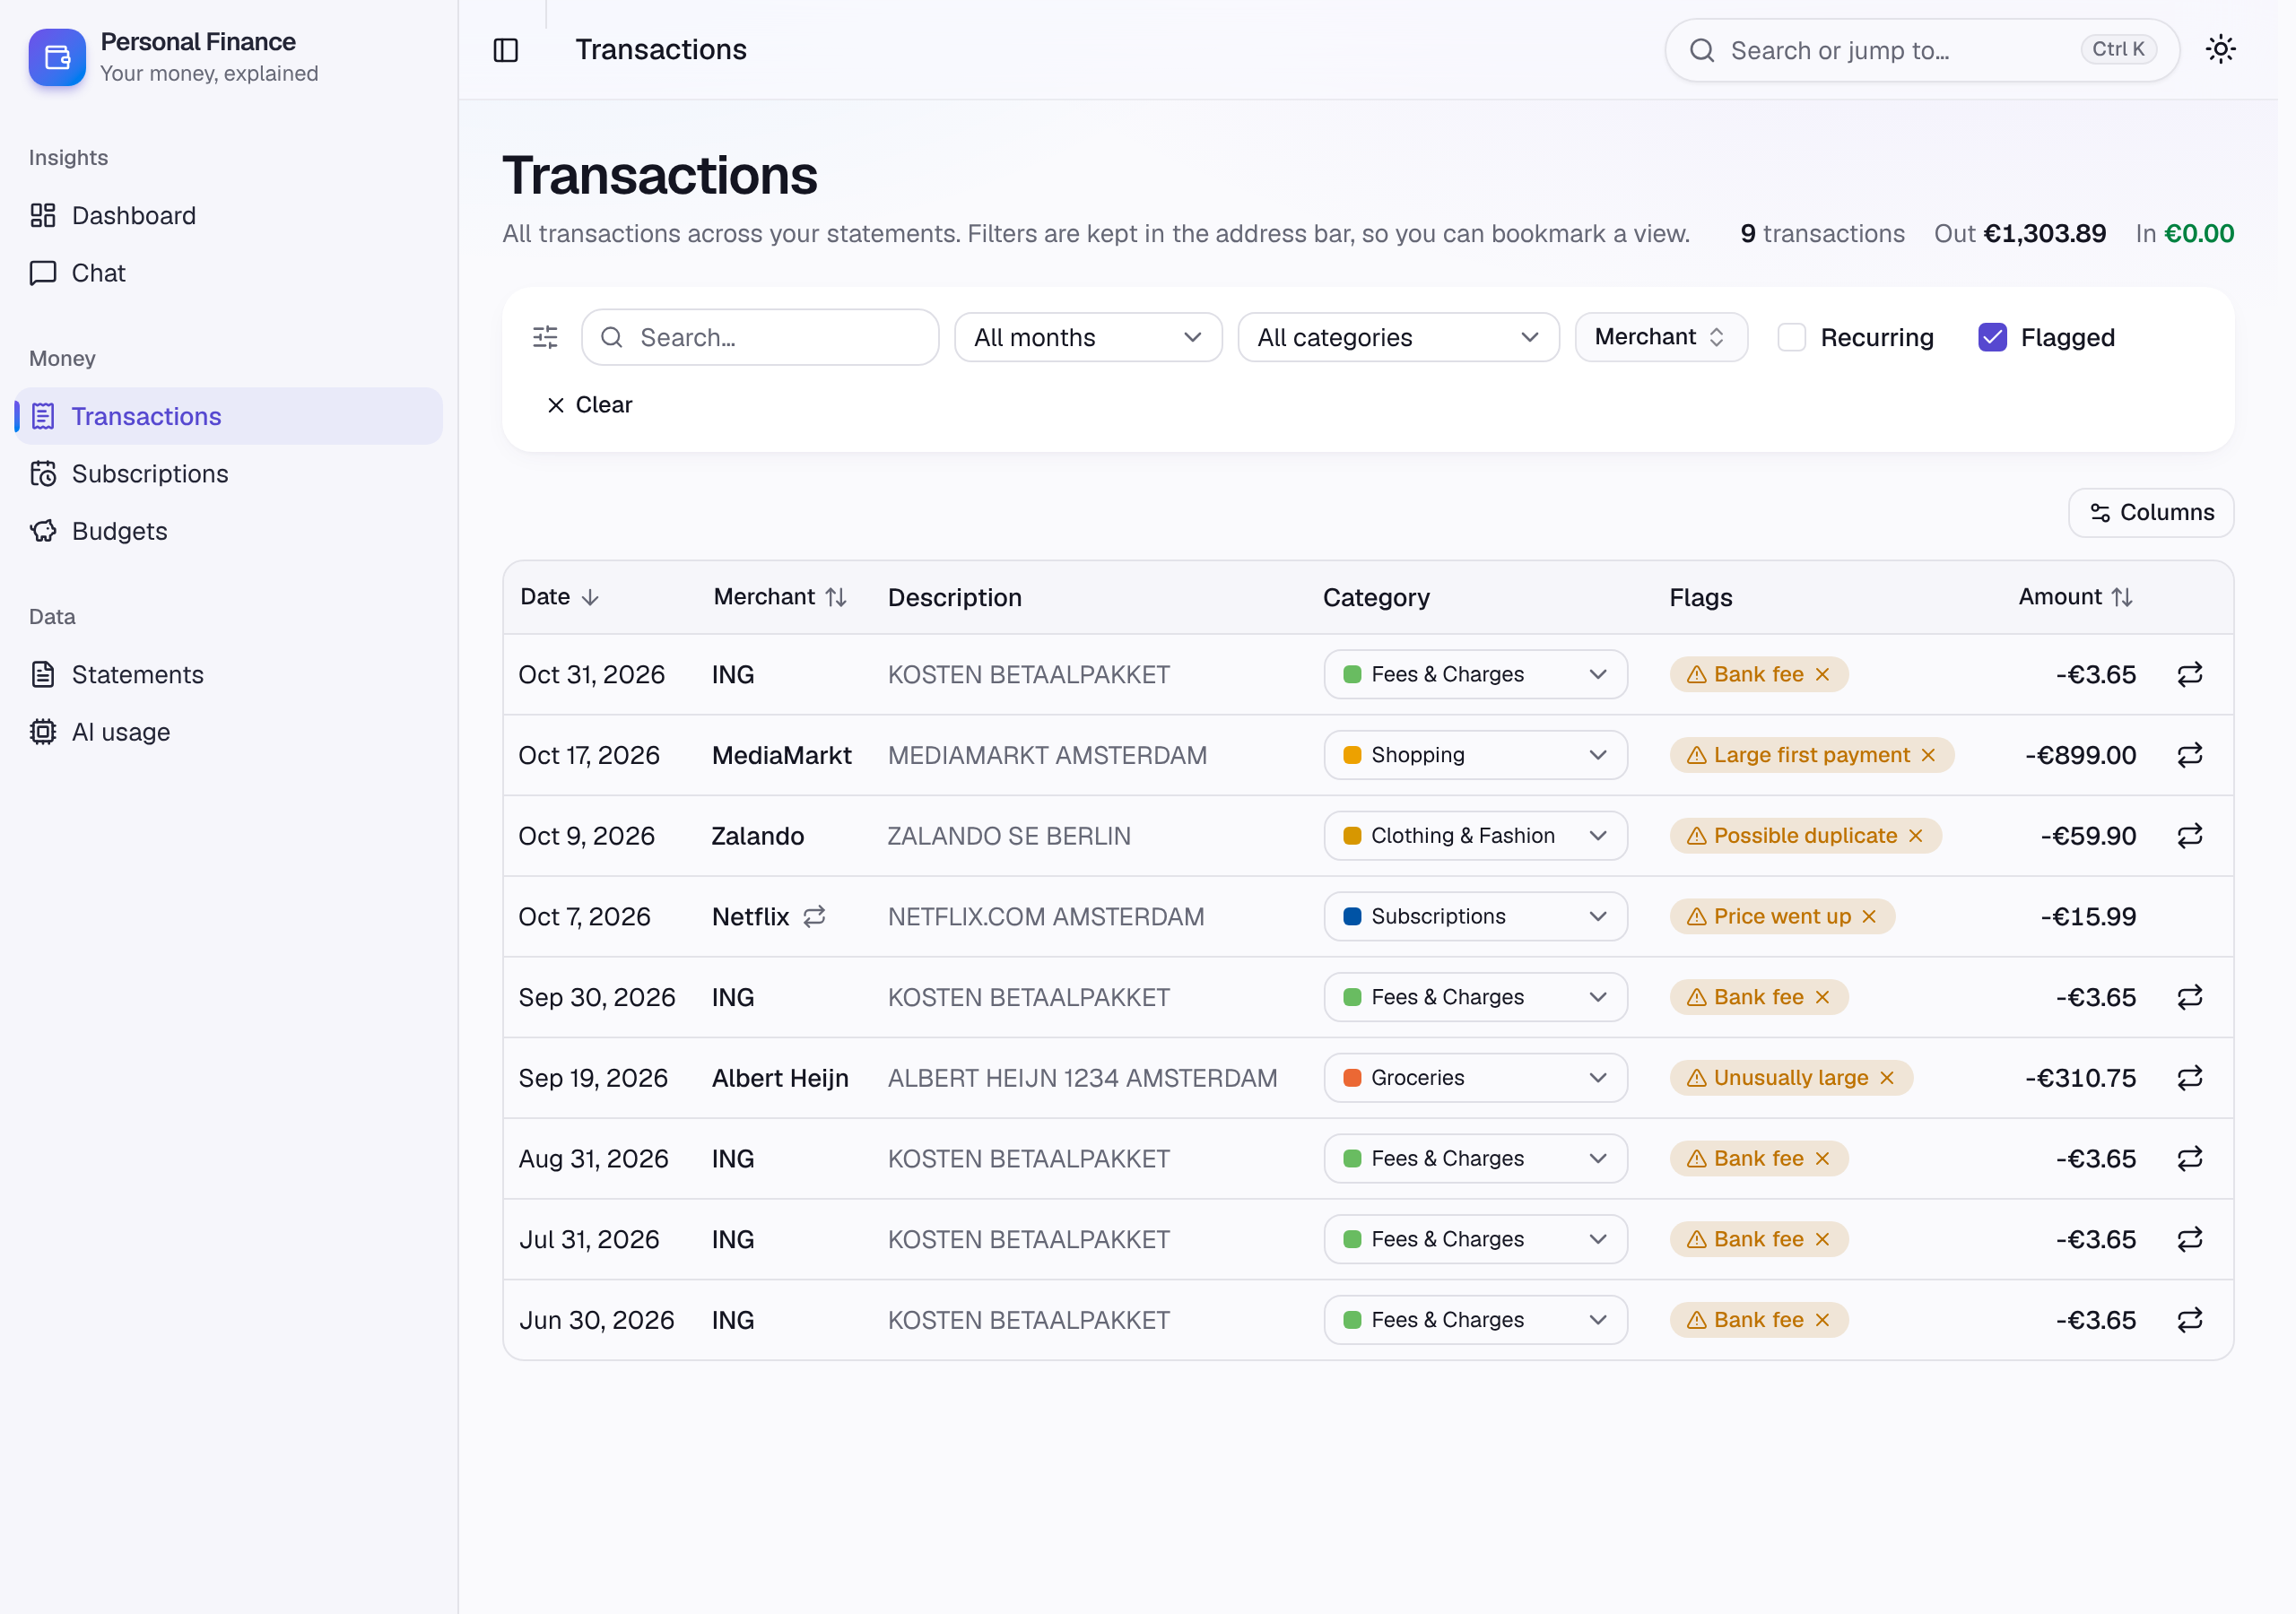 Personal Finance
Your money, explained
Insights
Dashboard
Chat
Money
Transactions
Subscriptions
Budgets
Data
Statements
AI usage
Transactions
Search or jump to... Ctrl K
Transactions
All transactions across your statements. Filters are kept in the address bar, so you can bookmark a view. 9 transactions Out €1,303.89 In €0.00
Search... All months All categories Merchant Recurring Flagged
Clear
Columns
Date Merchant Description Category Flags Amount
Oct 31, 2026 ING KOSTEN BETAALPAKKET Fees & Charges Bank fee -€3.65
Oct 17, 2026 MediaMarkt MEDIAMARKT AMSTERDAM Shopping Large first payment -€899.00
Oct 9, 2026 Zalando ZALANDO SE BERLIN Clothing & Fashion Possible duplicate -€59.90
Oct 7, 2026 Netflix NETFLIX.COM AMSTERDAM Subscriptions Price went up -€15.99
Sep 30, 2026 ING KOSTEN BETAALPAKKET Fees & Charges Bank fee -€3.65
Sep 19, 2026 Albert Heijn ALBERT HEIJN 1234 AMSTERDAM Groceries Unusually large -€310.75
Aug 31, 2026 ING KOSTEN BETAALPAKKET Fees & Charges Bank fee -€3.65
Jul 31, 2026 ING KOSTEN BETAALPAKKET Fees & Charges Bank fee -€3.65
Jun 30, 2026 ING KOSTEN BETAALPAKKET Fees & Charges Bank fee -€3.65